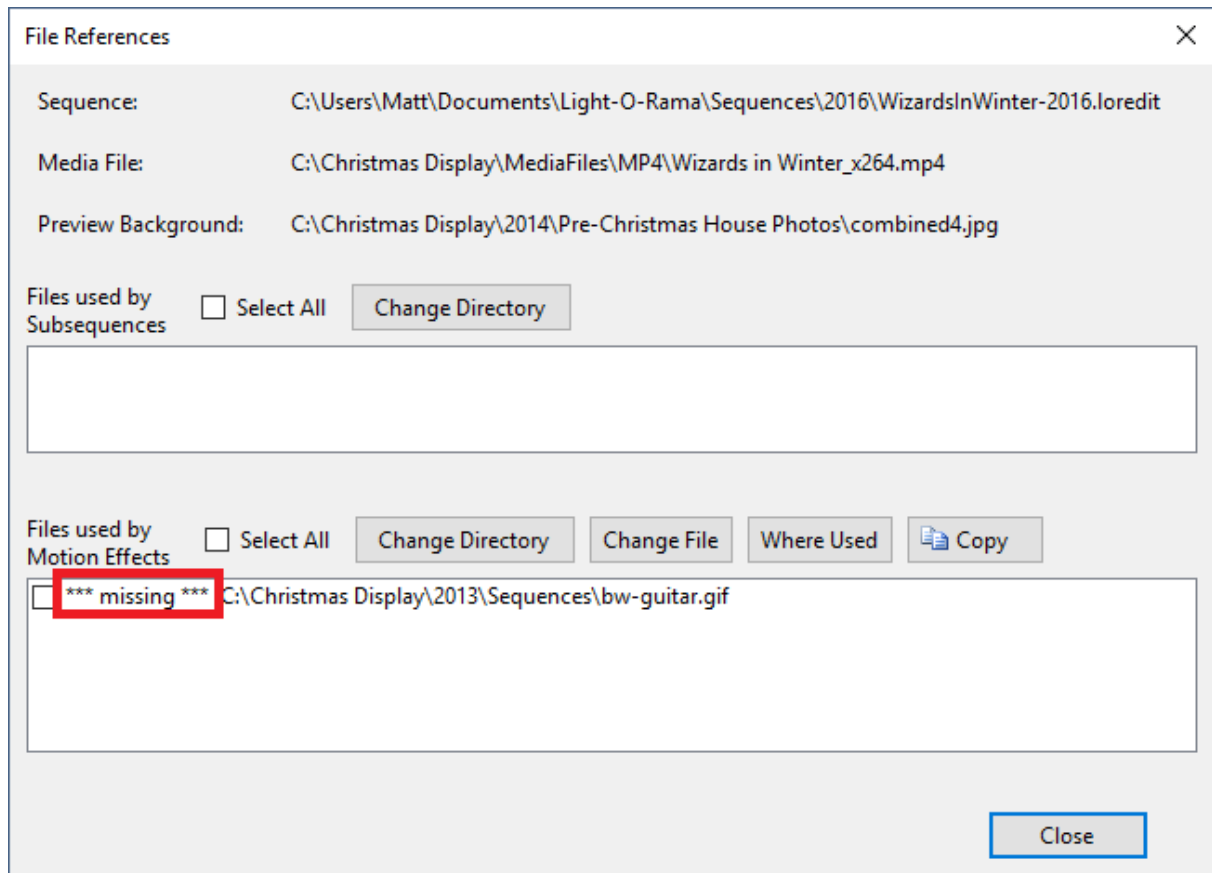 File References
Sequence: C:\Users\Matt\Documents\Light-O-Rama\Sequences\2016\WizardsInWinter-2016.loredit
Media File: C:\Christmas Display\MediaFiles\MP4\Wizards in Winter_x264.mp4
Preview Background: C:\Christmas Display\2014\Pre-Christmas House Photos\combined4.jpg
Files used by
Subsequences
Select All Change Directory
Files used by
Motion Effects
Select All Change Directory Change File Where Used Copy
*** missing *** C:\Christmas Display\2013\Sequences\bw-guitar.gif
Close